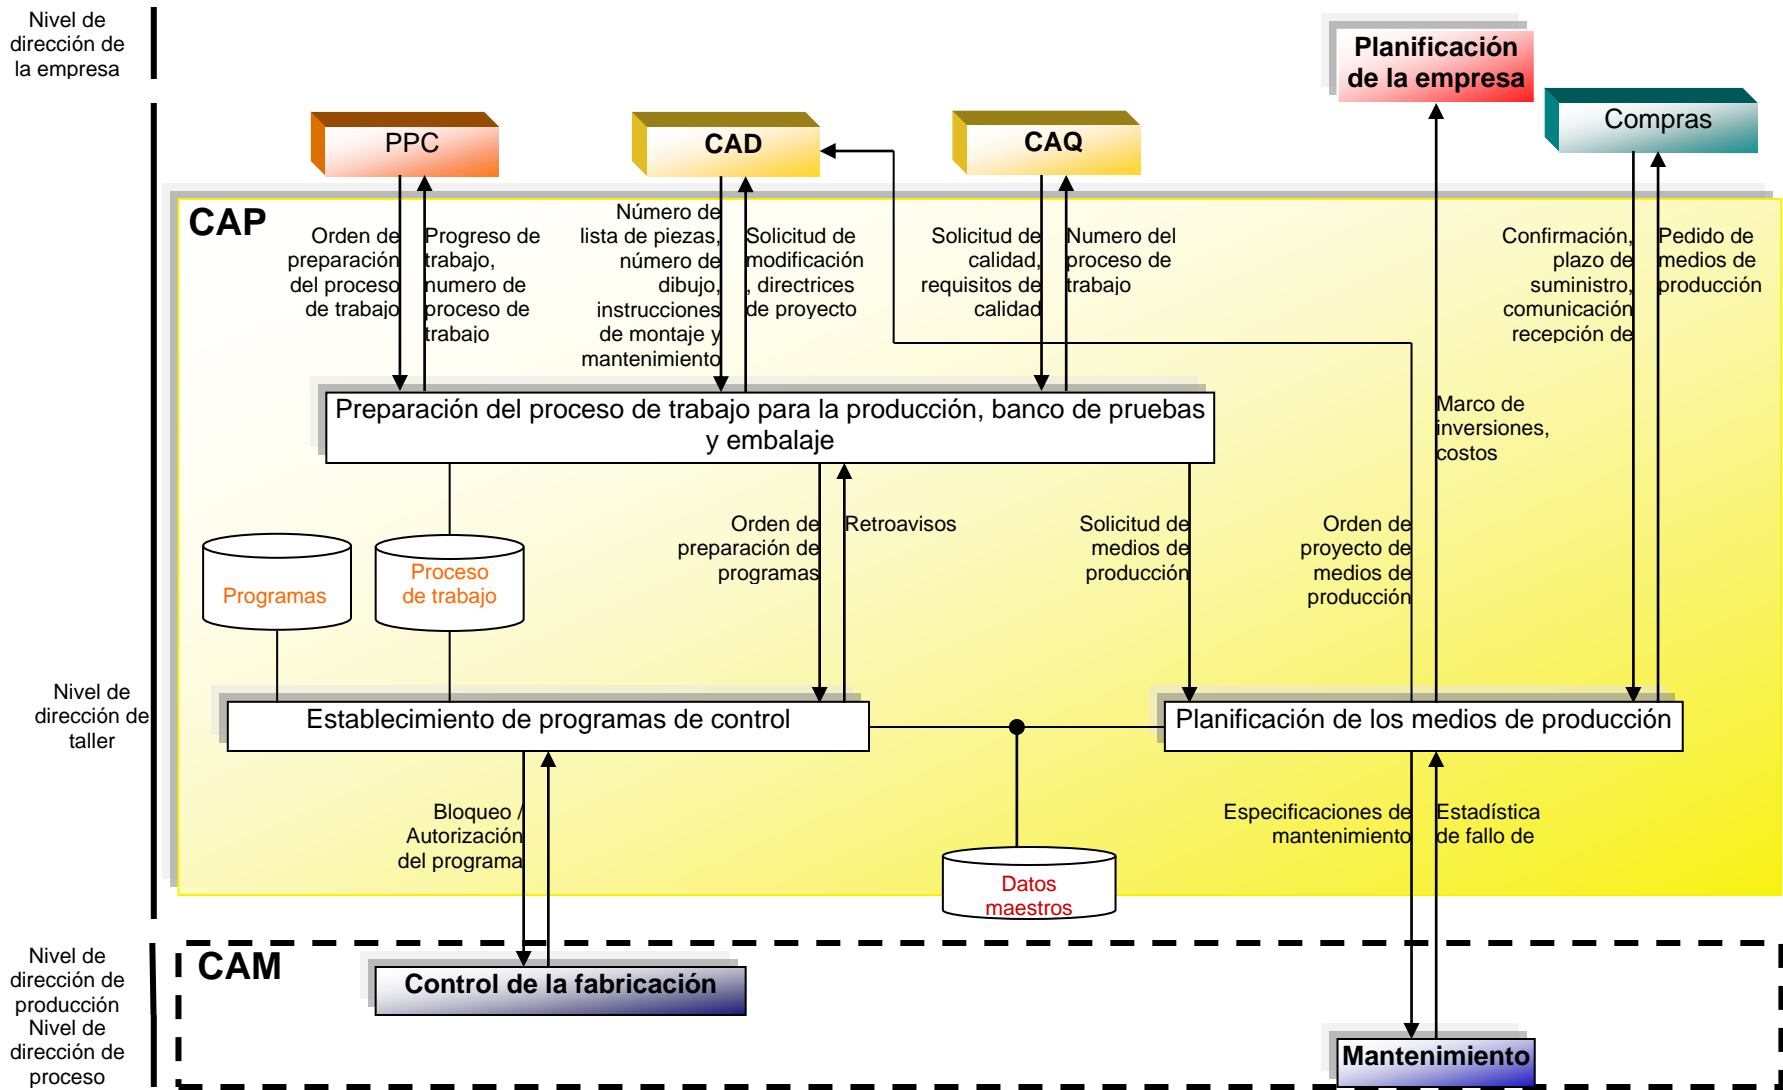 Nivel de
dirección de
la empresa
Planificación
de la empresa
PPC
CAD
CAQ
Compras
CAP
Orden de
preparación
del proceso
de trabajo
Progreso de
trabajo,
numero de
proceso de
trabajo
Número de
lista de piezas,
número de
dibujo,
instrucciones
de montaje y
mantenimiento
Solicitud de
modificación
, directrices
de proyecto
Solicitud de
calidad,
requisitos de
calidad
Numero del
proceso de
trabajo
Confirmación,
plazo de
suministro,
comunicación
recepción de
Pedido de
medios de
producción
Preparación del proceso de trabajo para la producción, banco de pruebas
y embalaje
Marco de
inversiones,
costos
Programas
Proceso
de trabajo
Orden de
preparación de
programas
Retroavisos
Solicitud de
medios de
producción
Orden de
proyecto de
medios de
producción
Nivel de
dirección de
taller
Establecimiento de programas de control
Planificación de los medios de producción
Bloqueo /
Autorización
del programa
Especificaciones de
mantenimiento
Estadística
de fallo de
Datos
maestros
Nivel de
dirección de
producción
CAM
Control de la fabricación
Nivel de
dirección de
proceso
Mantenimiento